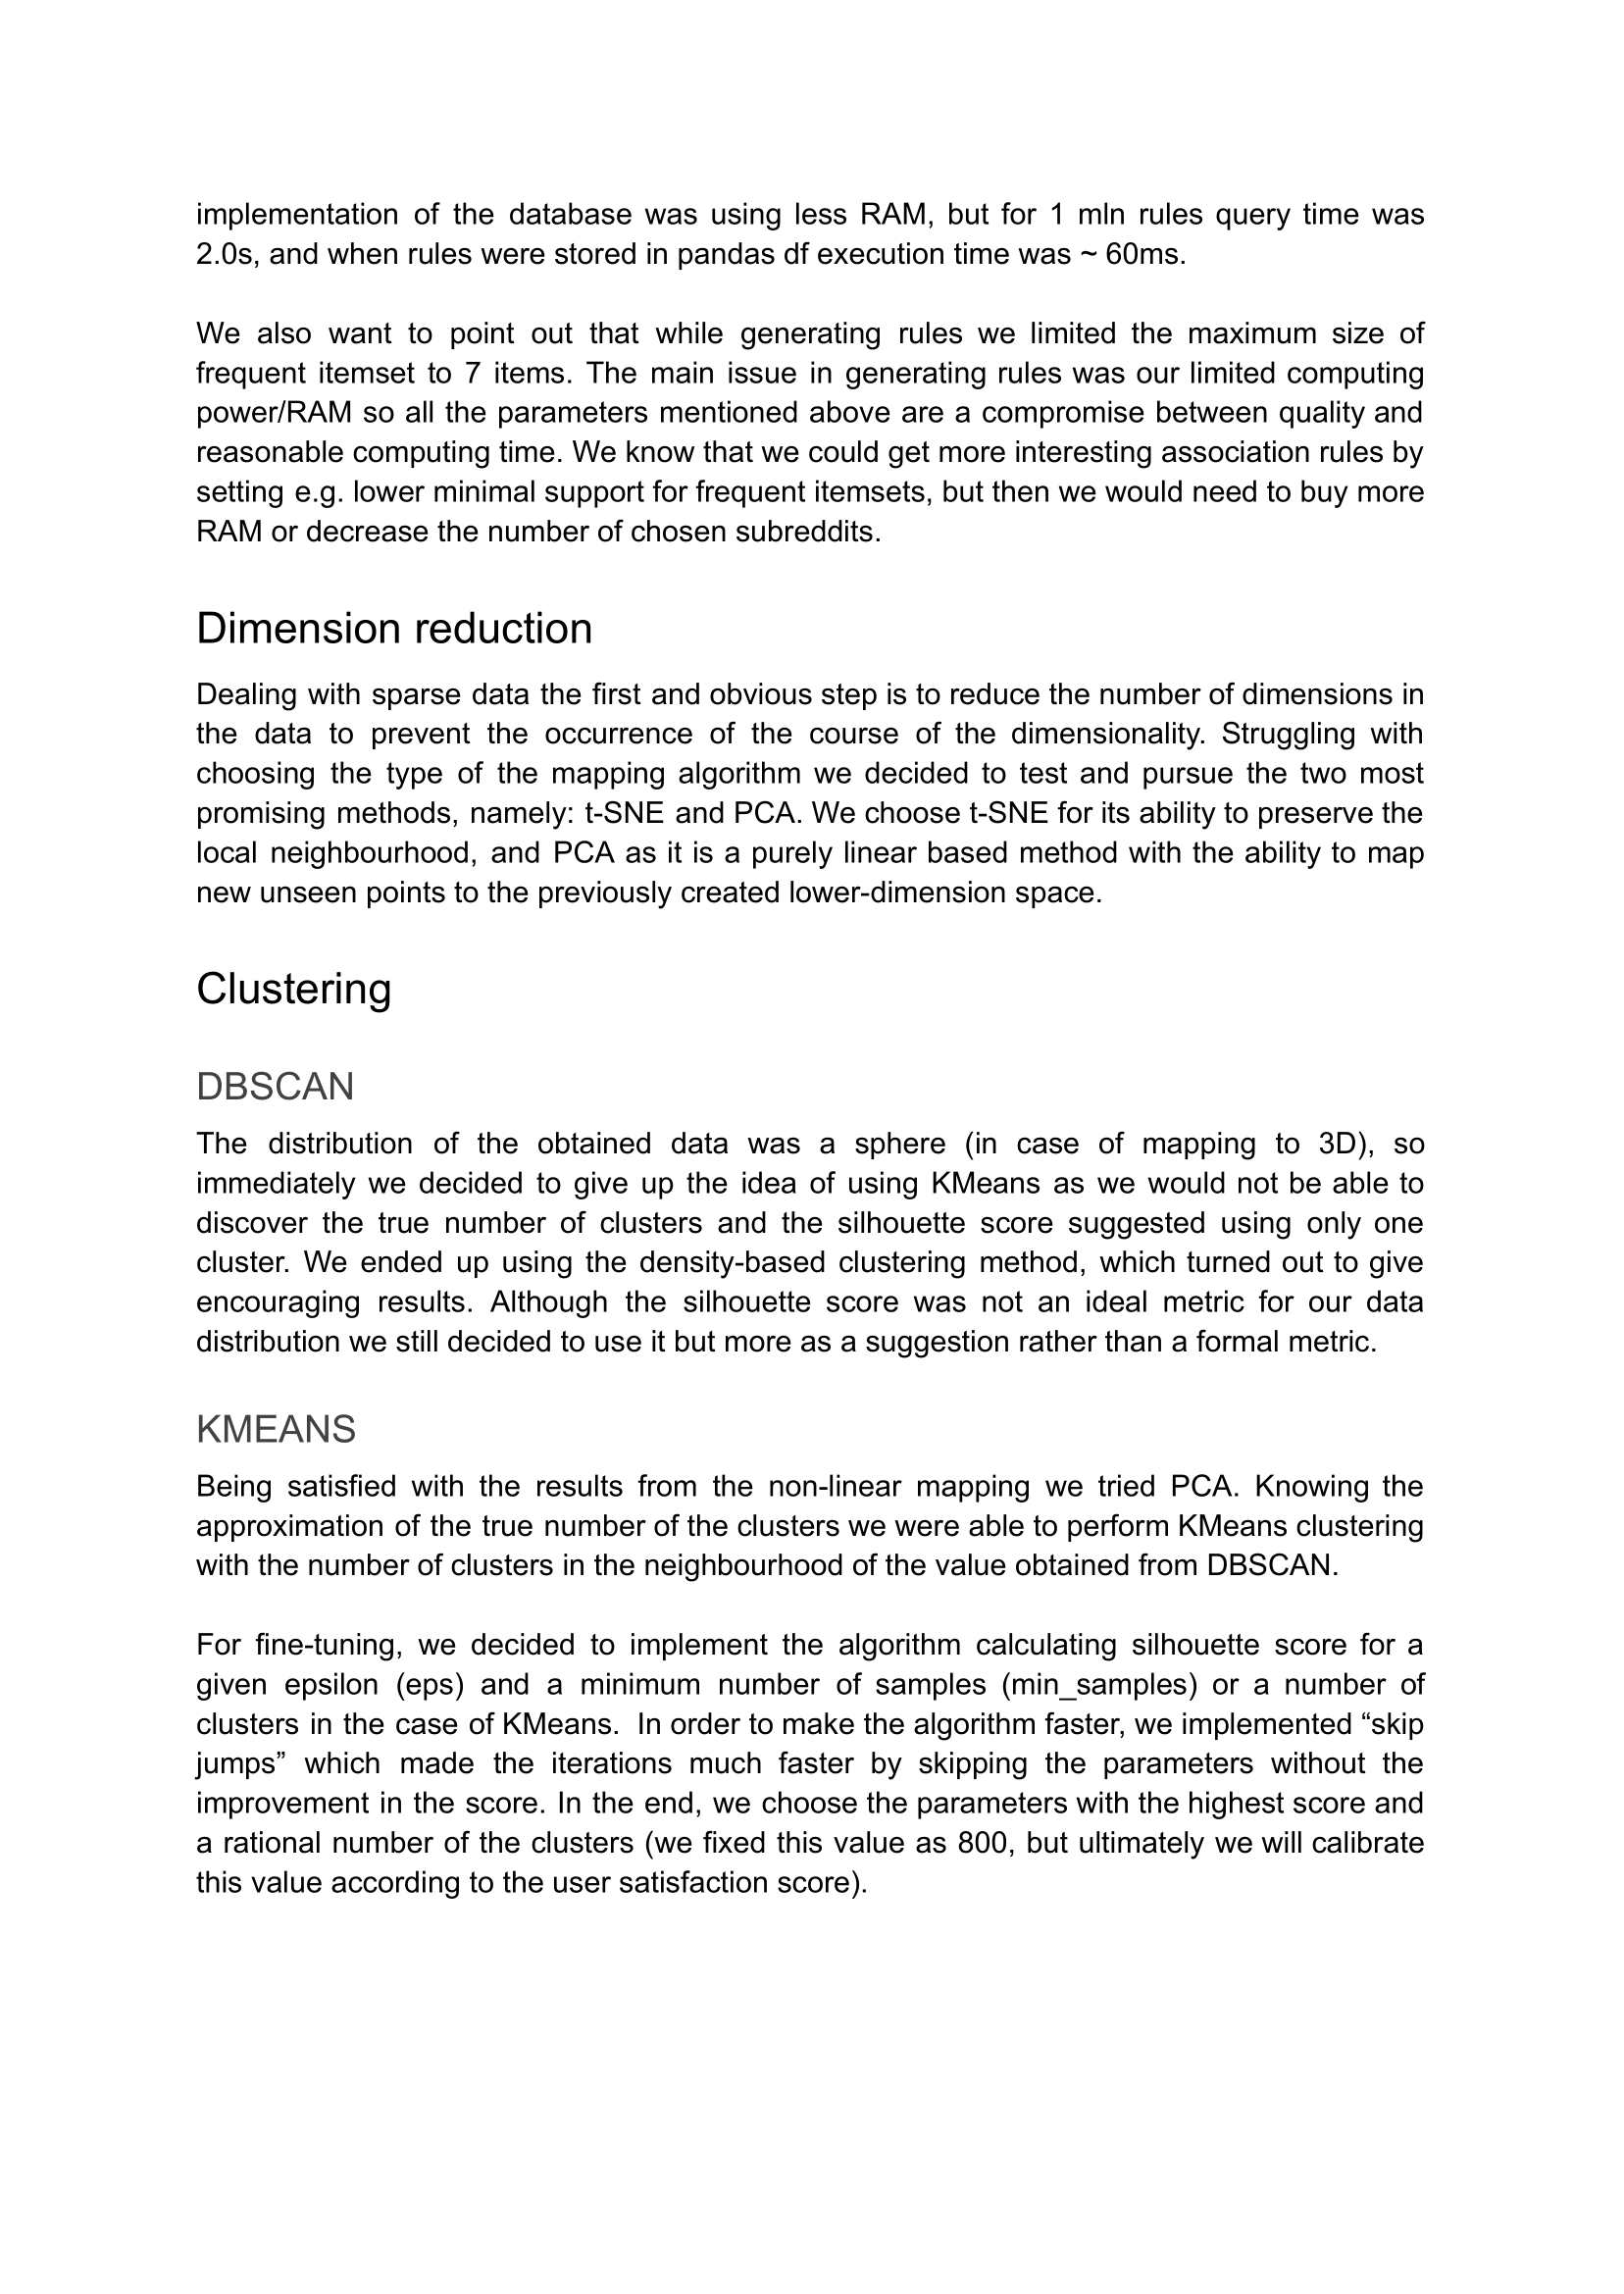 implementation of the database was using less RAM, but for 1 mln rules query time was
2.0s, and when rules were stored in pandas df execution time was ~ 60ms.
We also want to point out that while generating rules we limited the maximum size of
frequent itemset to 7 items. The main issue in generating rules was our limited computing
power/RAM so all the parameters mentioned above are a compromise between quality and
reasonable computing time. We know that we could get more interesting association rules by
setting e.g. lower minimal support for frequent itemsets, but then we would need to buy more
RAM or decrease the number of chosen subreddits.
Dimension reduction
Dealing with sparse data the first and obvious step is to reduce the number of dimensions in
the data to prevent the occurrence of the course of the dimensionality. Struggling with
choosing the type of the mapping algorithm we decided to test and pursue the two most
promising methods, namely: t-SNE and PCA. We choose t-SNE for its ability to preserve the
local neighbourhood, and PCA as it is a purely linear based method with the ability to map
new unseen points to the previously created lower-dimension space.
Clustering
DBSCAN
The distribution of the obtained data was a sphere (in case of mapping to 3D), so
immediately we decided to give up the idea of using KMeans as we would not be able to
discover the true number of clusters and the silhouette score suggested using only one
cluster. We ended up using the density-based clustering method, which turned out to give
encouraging results. Although the silhouette score was not an ideal metric for our data
distribution we still decided to use it but more as a suggestion rather than a formal metric.
KMEANS
Being satisfied with the results from the non-linear mapping we tried PCA. Knowing the
approximation of the true number of the clusters we were able to perform KMeans clustering
with the number of clusters in the neighbourhood of the value obtained from DBSCAN.
For fine-tuning, we decided to implement the algorithm calculating silhouette score for a
given epsilon (eps) and a minimum number of samples (min_samples) or a number of
clusters in the case of KMeans.  In order to make the algorithm faster, we implemented “skip
jumps” which made the iterations much faster by skipping the parameters without the
improvement in the score. In the end, we choose the parameters with the highest score and
a rational number of the clusters (we fixed this value as 800, but ultimately we will calibrate
this value according to the user satisfaction score).